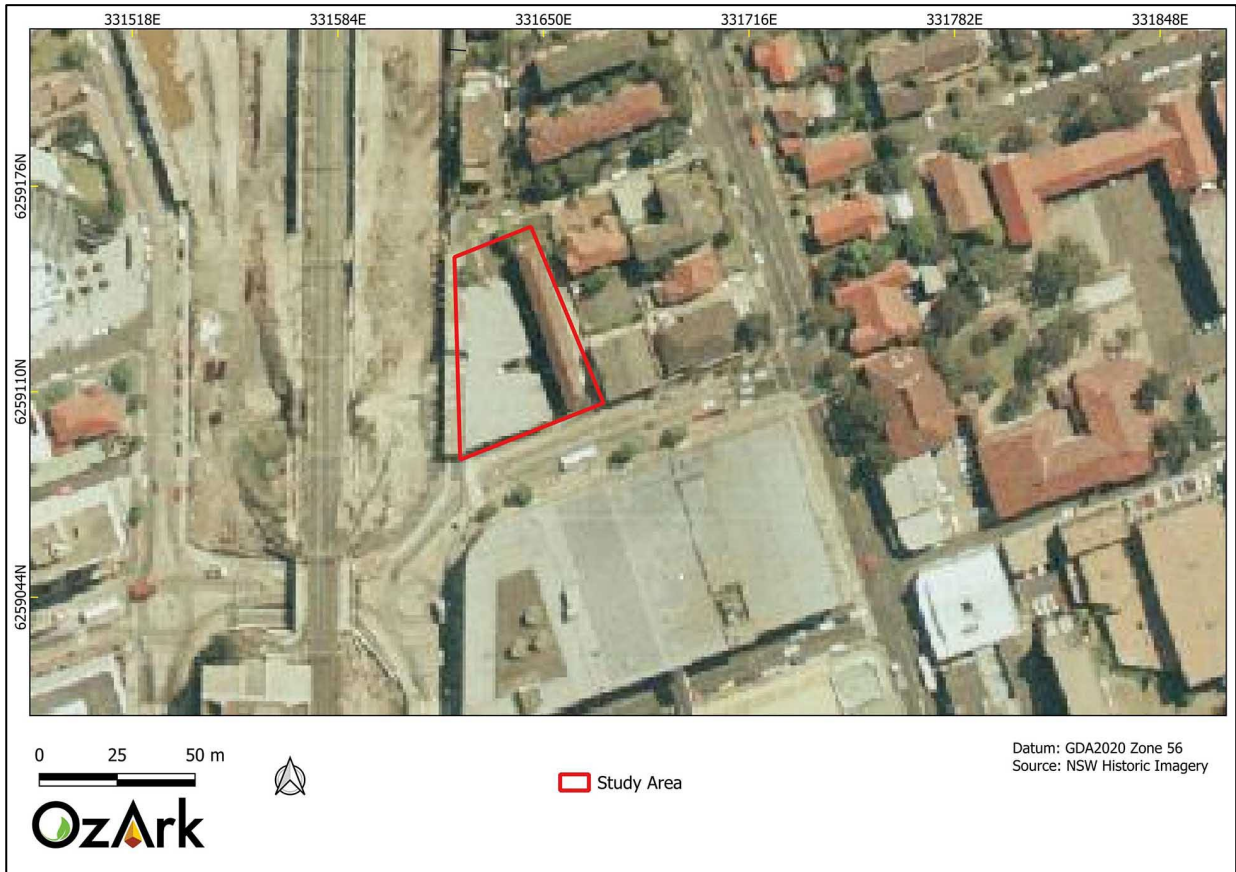 331518E 331584E 331650E 331716E 331782E 331848E
6259176N
6259110N
6259044N
0 25 50 m
Study Area
Datum: GDA2020 Zone 56
Source: NSW Historic Imagery
OzArk